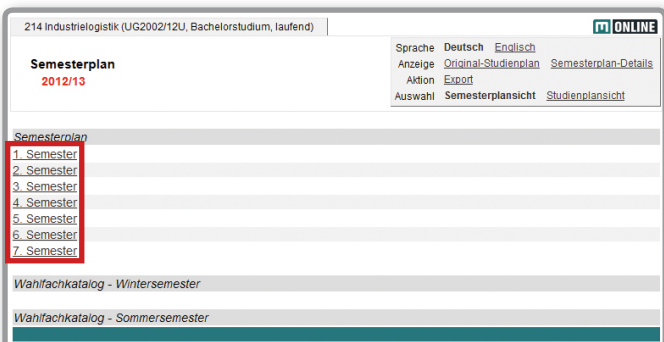 214 Industrielogistik (UG2002/12U, Bachelorstudium, laufend)
m ONLINE
Semesterplan
2012/13
Sprache Deutsch Englisch
Anzeige Original-Studienplan Semesterplan-Details
Aktion Export
Auswahl Semesterplansicht Studienplansicht
Semesterplan
1. Semester
2. Semester
3. Semester
4. Semester
5. Semester
6. Semester
7. Semester
Wahlfachkatalog - Wintersemester
Wahlfachkatalog - Sommersemester